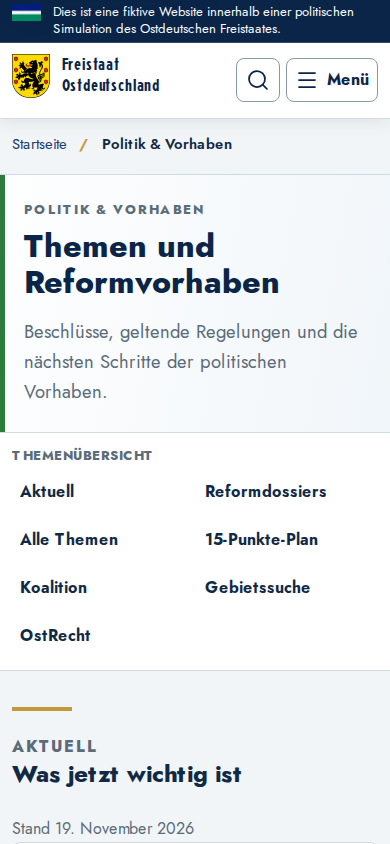 Dies ist eine fiktive Website innerhalb einer politischen
Simulation des Ostdeutschen Freistaates.
Freistaat
Ostdeutschland
Menü
Startseite / Politik & Vorhaben
POLITIK & VORHABEN
Themen und
Reformvorhaben
Beschlüsse, geltende Regelungen und die
nächsten Schritte der politischen
Vorhaben.
THEMENÜBERSICHT
Aktuell Reformdossiers
Alle Themen 15-Punkte-Plan
Koalition Gebietssuche
OstRecht
AKTUELL
Was jetzt wichtig ist
Stand 19. November 2026